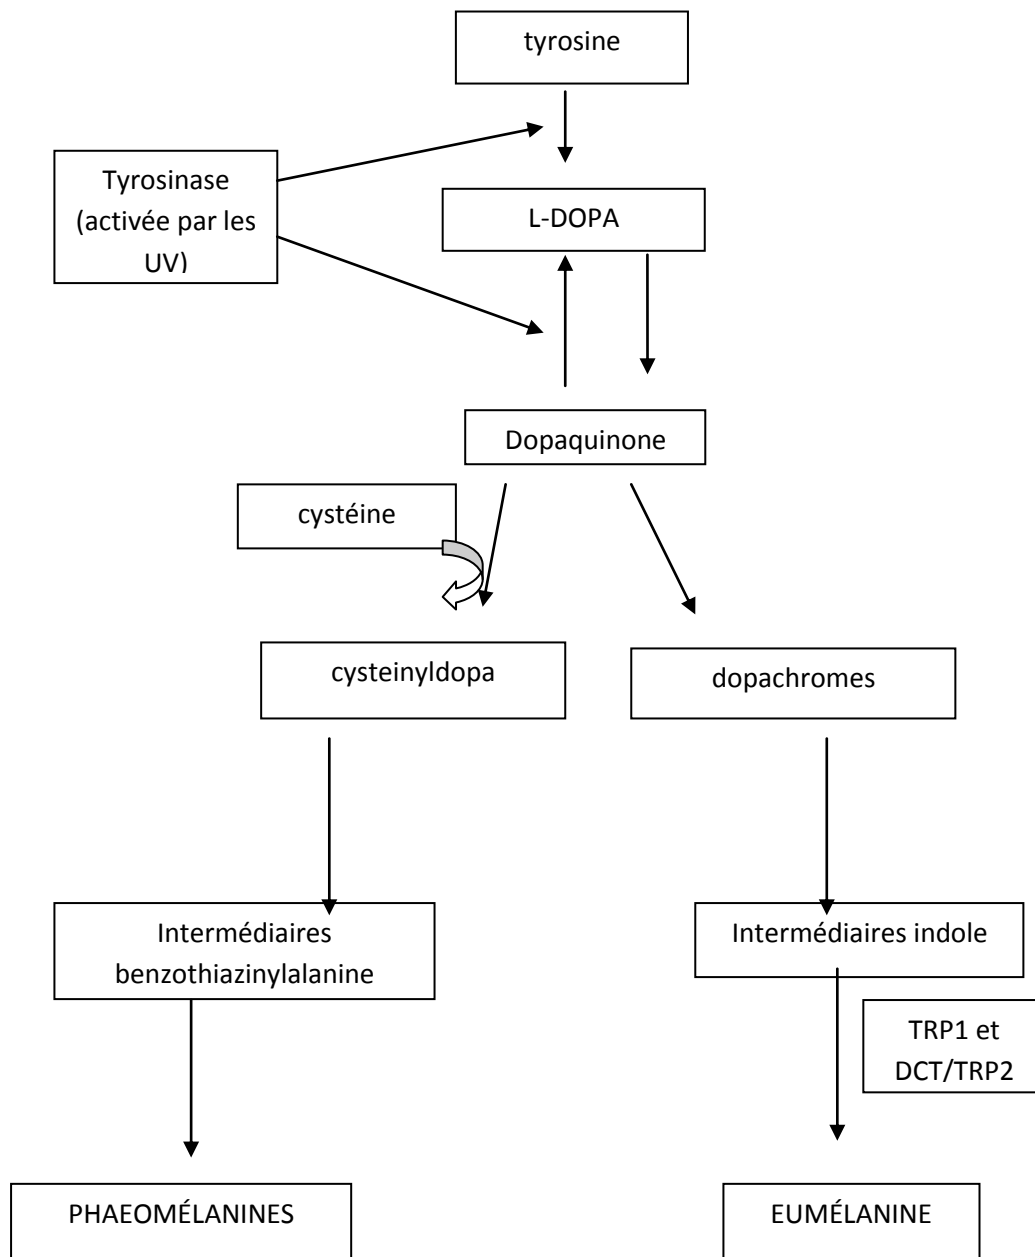 tyrosine
Tyrosinase
(activée par les
UV)
L-DOPA
Dopaquinone
cystéine
cysteinyldopa
dopachromes
Intermédiaires
benzothiazinylalanine
Intermédiaires indole
TRP1 et
DCT/TRP2
PHAEOMÉLANINES
EUMÉLANINE